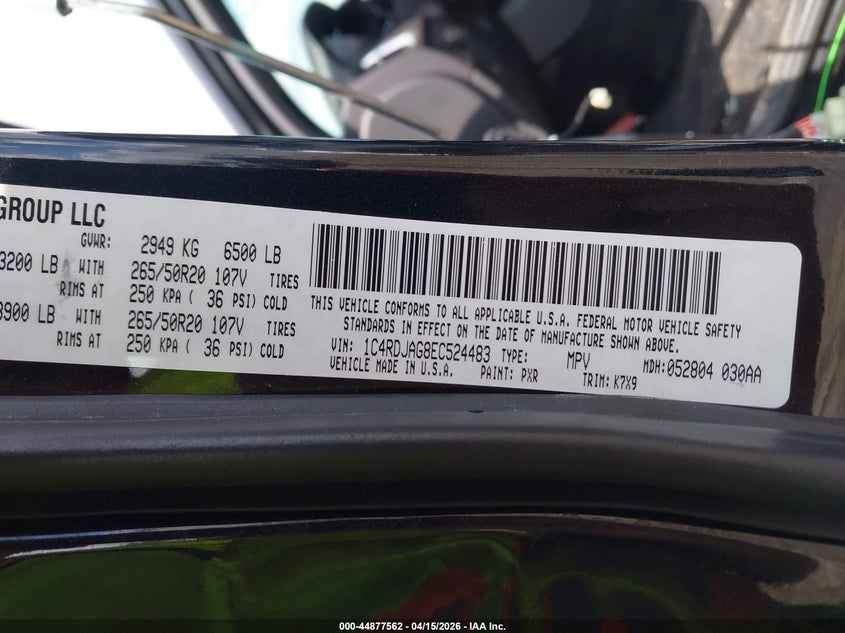 GROUP LLC
GVWR: 2949 KG 6500 LB
3200 LB WITH 265/50R20 107V TIRES
RIMS AT 250 KPA ( 36 PSI) COLD
3900 LB WITH 265/50R20 107V TIRES
RIMS AT 250 KPA ( 36 PSI) COLD
THIS VEHICLE CONFORMS TO ALL APPLICABLE U.S.A. FEDERAL MOTOR VEHICLE SAFETY
STANDARDS IN EFFECT ON THE DATE OF MANUFACTURE SHOWN ABOVE.
VIN: 1C4RDJAG8EC524483 TYPE: MPV MDH:052804 030AA
VEHICLE MADE IN U.S.A. PAINT: PXR TRIM: K7X9
000-44877562 - 04/15/2026 - IAA Inc.